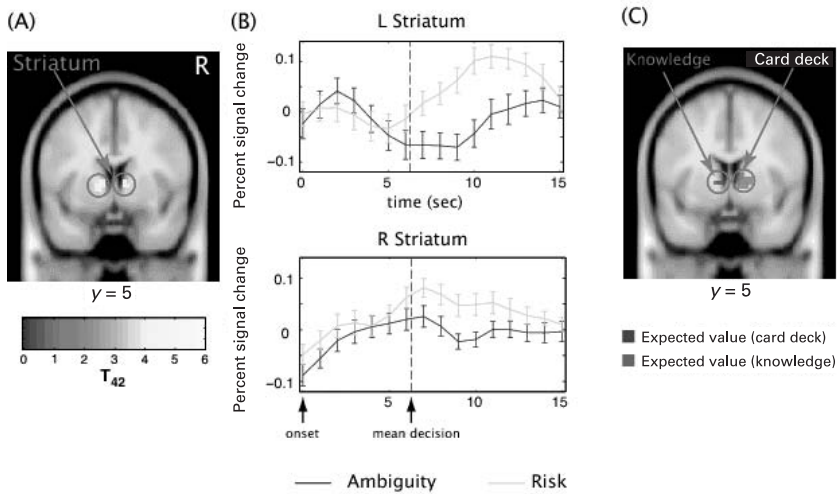 (A)
Striatum
R
y = 5
0 1 2 3 4 5 6
T42
(B)
L Striatum
Percent signal change
0.1
0
−0.1
0 5 10 15
time (sec)
R Striatum
Percent signal change
0.1
0
−0.1
5 10 15
onset
mean decision
Ambiguity
Risk
(C)
Knowledge
Card deck
y = 5
Expected value (card deck)
Expected value (knowledge)